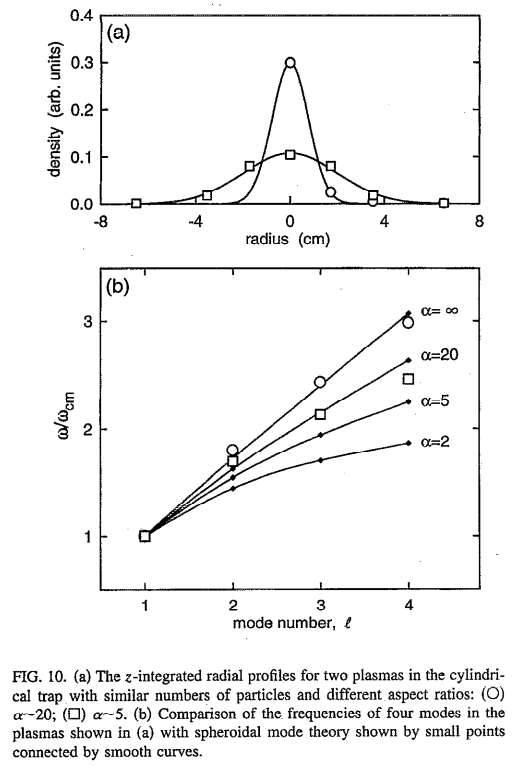 (a)
0.4
0.3
0.2
0.1
0.0
density (arb. units)
-8
-4
0
4
8
radius (cm)
(b)
3
2
1
ω/ωcm
α= ∞
α=20
α=5
α=2
1
2
3
4
mode number, ℓ
FIG. 10. (a) The z-integrated radial profiles for two plasmas in the cylindri-
cal trap with similar numbers of particles and different aspect ratios: (○)
α~20; (□) α~5. (b) Comparison of the frequencies of four modes in the
plasmas shown in (a) with spheroidal mode theory shown by small points
connected by smooth curves.